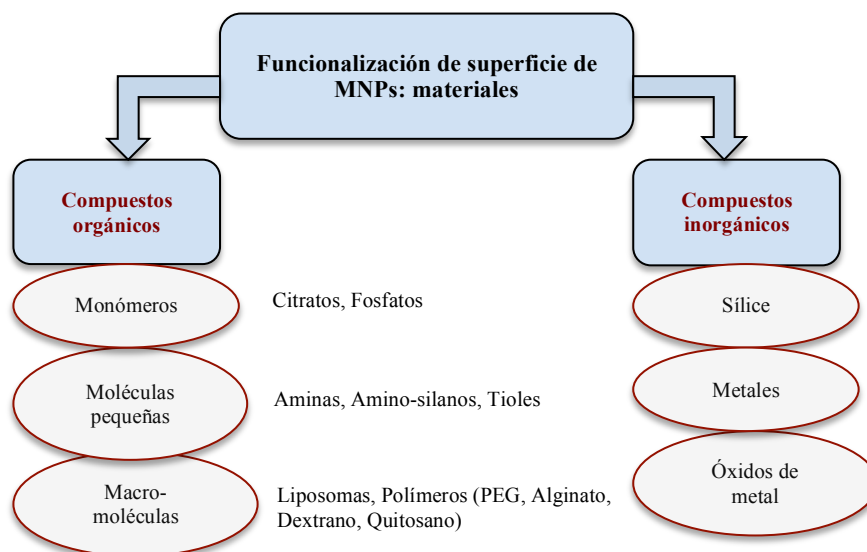 Funcionalización de superficie de
MNPs: materiales
Compuestos
orgánicos
Compuestos
inorgánicos
Monómeros
Citratos, Fosfatos
Sílice
Moléculas
pequeñas
Aminas, Amino-silanos, Tioles
Metales
Macro-
moléculas
Liposomas, Polímeros (PEG, Alginato,
Dextrano, Quitosano)
Óxidos de
metal